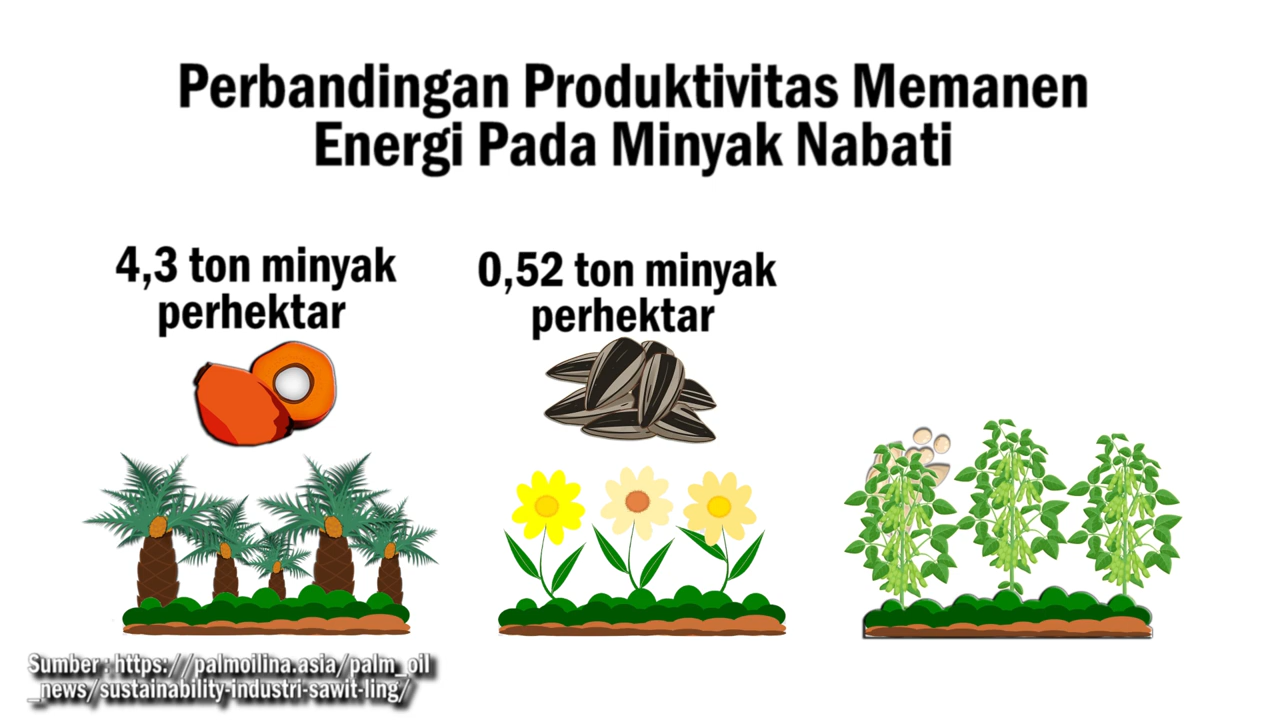 Perbandingan Produktivitas Memanen
Energi Pada Minyak Nabati
4,3 ton minyak
perhektar
0,52 ton minyak
perhektar
Sumber : https://palmoilina.asia/palm_oil
_news/sustainability-industri-sawit-ling/